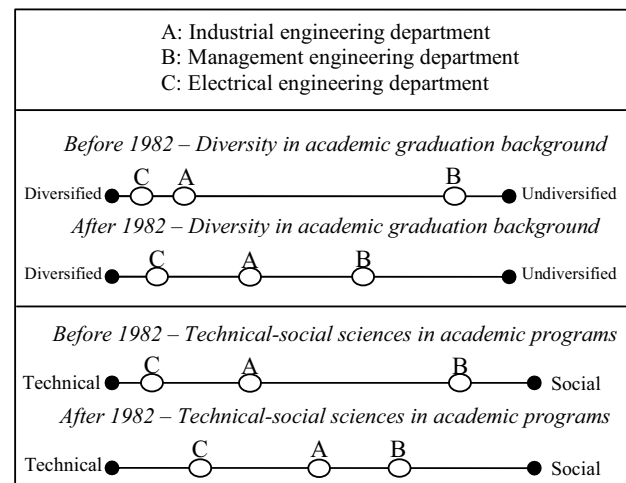 A: Industrial engineering department
B: Management engineering department
C: Electrical engineering department
Before 1982 – Diversity in academic graduation background
C A B
Diversified Undiversified
After 1982 – Diversity in academic graduation background
C A B
Diversified Undiversified
Before 1982 – Technical-social sciences in academic programs
C A B
Technical Social
After 1982 – Technical-social sciences in academic programs
C A B
Technical Social